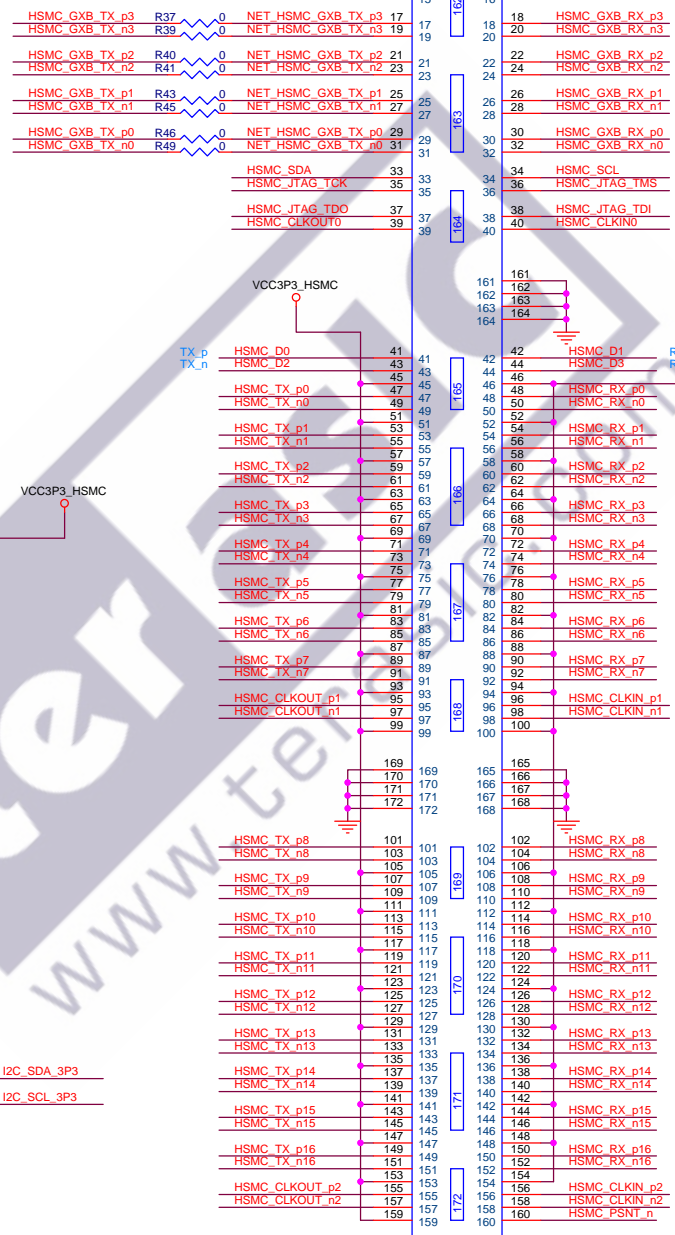 15 162 16
HSMC_GXB_TX_p3 R37 0 NET_HSMC_GXB_TX_p3 17 17 18 18 HSMC_GXB_RX_p3
HSMC_GXB_TX_n3 R39 0 NET_HSMC_GXB_TX_n3 19 19 20 20 HSMC_GXB_RX_n3
HSMC_GXB_TX_p2 R40 0 NET_HSMC_GXB_TX_p2 21 21 22 22 HSMC_GXB_RX_p2
HSMC_GXB_TX_n2 R41 0 NET_HSMC_GXB_TX_n2 23 23 24 24 HSMC_GXB_RX_n2
HSMC_GXB_TX_p1 R43 0 NET_HSMC_GXB_TX_p1 25 25 163 26 26 HSMC_GXB_RX_p1
HSMC_GXB_TX_n1 R45 0 NET_HSMC_GXB_TX_n1 27 27 28 28 HSMC_GXB_RX_n1
HSMC_GXB_TX_p0 R46 0 NET_HSMC_GXB_TX_p0 29 29 30 30 HSMC_GXB_RX_p0
HSMC_GXB_TX_n0 R49 0 NET_HSMC_GXB_TX_n0 31 31 32 32 HSMC_GXB_RX_n0
HSMC_SDA 33 33 34 34 HSMC_SCL
HSMC_JTAG_TCK 35 35 36 36 HSMC_JTAG_TMS
HSMC_JTAG_TDO 37 37 164 38 38 HSMC_JTAG_TDI
HSMC_CLKOUT0 39 39 40 40 HSMC_CLKIN0
161 161
VCC3P3_HSMC 162 162
163 163
164 164
TX_p HSMC_D0 41 41 42 42 HSMC_D1 R
TX_n HSMC_D2 43 43 44 44 HSMC_D3 R
45 45 165 46 46
HSMC_TX_p0 47 47 48 48 HSMC_RX_p0
HSMC_TX_n0 49 49 50 50 HSMC_RX_n0
51 51 52 52
HSMC_TX_p1 53 53 54 54 HSMC_RX_p1
HSMC_TX_n1 55 55 56 56 HSMC_RX_n1
57 57 58 58
HSMC_TX_p2 59 59 60 60 HSMC_RX_p2
HSMC_TX_n2 61 61 166 62 62 HSMC_RX_n2
VCC3P3_HSMC 63 63 64 64
HSMC_TX_p3 65 65 66 66 HSMC_RX_p3
HSMC_TX_n3 67 67 68 68 HSMC_RX_n3
69 69 70 70
HSMC_TX_p4 71 71 72 72 HSMC_RX_p4
HSMC_TX_n4 73 73 74 74 HSMC_RX_n4
75 75 76 76
HSMC_TX_p5 77 77 167 78 78 HSMC_RX_p5
HSMC_TX_n5 79 79 80 80 HSMC_RX_n5
81 81 82 82
HSMC_TX_p6 83 83 84 84 HSMC_RX_p6
HSMC_TX_n6 85 85 86 86 HSMC_RX_n6
87 87 88 88
HSMC_TX_p7 89 89 90 90 HSMC_RX_p7
HSMC_TX_n7 91 91 92 92 HSMC_RX_n7
93 93 94 94
HSMC_CLKOUT_p1 95 95 168 96 96 HSMC_CLKIN_p1
HSMC_CLKOUT_n1 97 97 98 98 HSMC_CLKIN_n1
99 99 100 100
169 169 165 165
170 170 166 166
171 171 167 167
172 172 168 168
HSMC_TX_p8 101 101 102 102 HSMC_RX_p8
HSMC_TX_n8 103 103 104 104 HSMC_RX_n8
105 105 169 106 106
HSMC_TX_p9 107 107 108 108 HSMC_RX_p9
HSMC_TX_n9 109 109 110 110 HSMC_RX_n9
111 111 112 112
HSMC_TX_p10 113 113 114 114 HSMC_RX_p10
HSMC_TX_n10 115 115 116 116 HSMC_RX_n10
117 117 118 118
HSMC_TX_p11 119 119 120 120 HSMC_RX_p11
HSMC_TX_n11 121 121 170 122 122 HSMC_RX_n11
123 123 124 124
HSMC_TX_p12 125 125 126 126 HSMC_RX_p12
HSMC_TX_n12 127 127 128 128 HSMC_RX_n12
129 129 130 130
HSMC_TX_p13 131 131 132 132 HSMC_RX_p13
HSMC_TX_n13 133 133 134 134 HSMC_RX_n13
135 135 136 136
I2C_SDA_3P3 HSMC_TX_p14 137 137 138 138 HSMC_RX_p14
HSMC_TX_n14 139 139 171 140 140 HSMC_RX_n14
I2C_SCL_3P3 141 141 142 142
HSMC_TX_p15 143 143 144 144 HSMC_RX_p15
HSMC_TX_n15 145 145 146 146 HSMC_RX_n15
147 147 148 148
HSMC_TX_p16 149 149 150 150 HSMC_RX_p16
HSMC_TX_n16 151 151 152 152 HSMC_RX_n16
153 153 154 154
HSMC_CLKOUT_p2 155 155 172 156 156 HSMC_CLKIN_p2
HSMC_CLKOUT_n2 157 157 158 158 HSMC_CLKIN_n2
159 159 160 160 HSMC_PSNT_n
ter asic
www.terasic.com